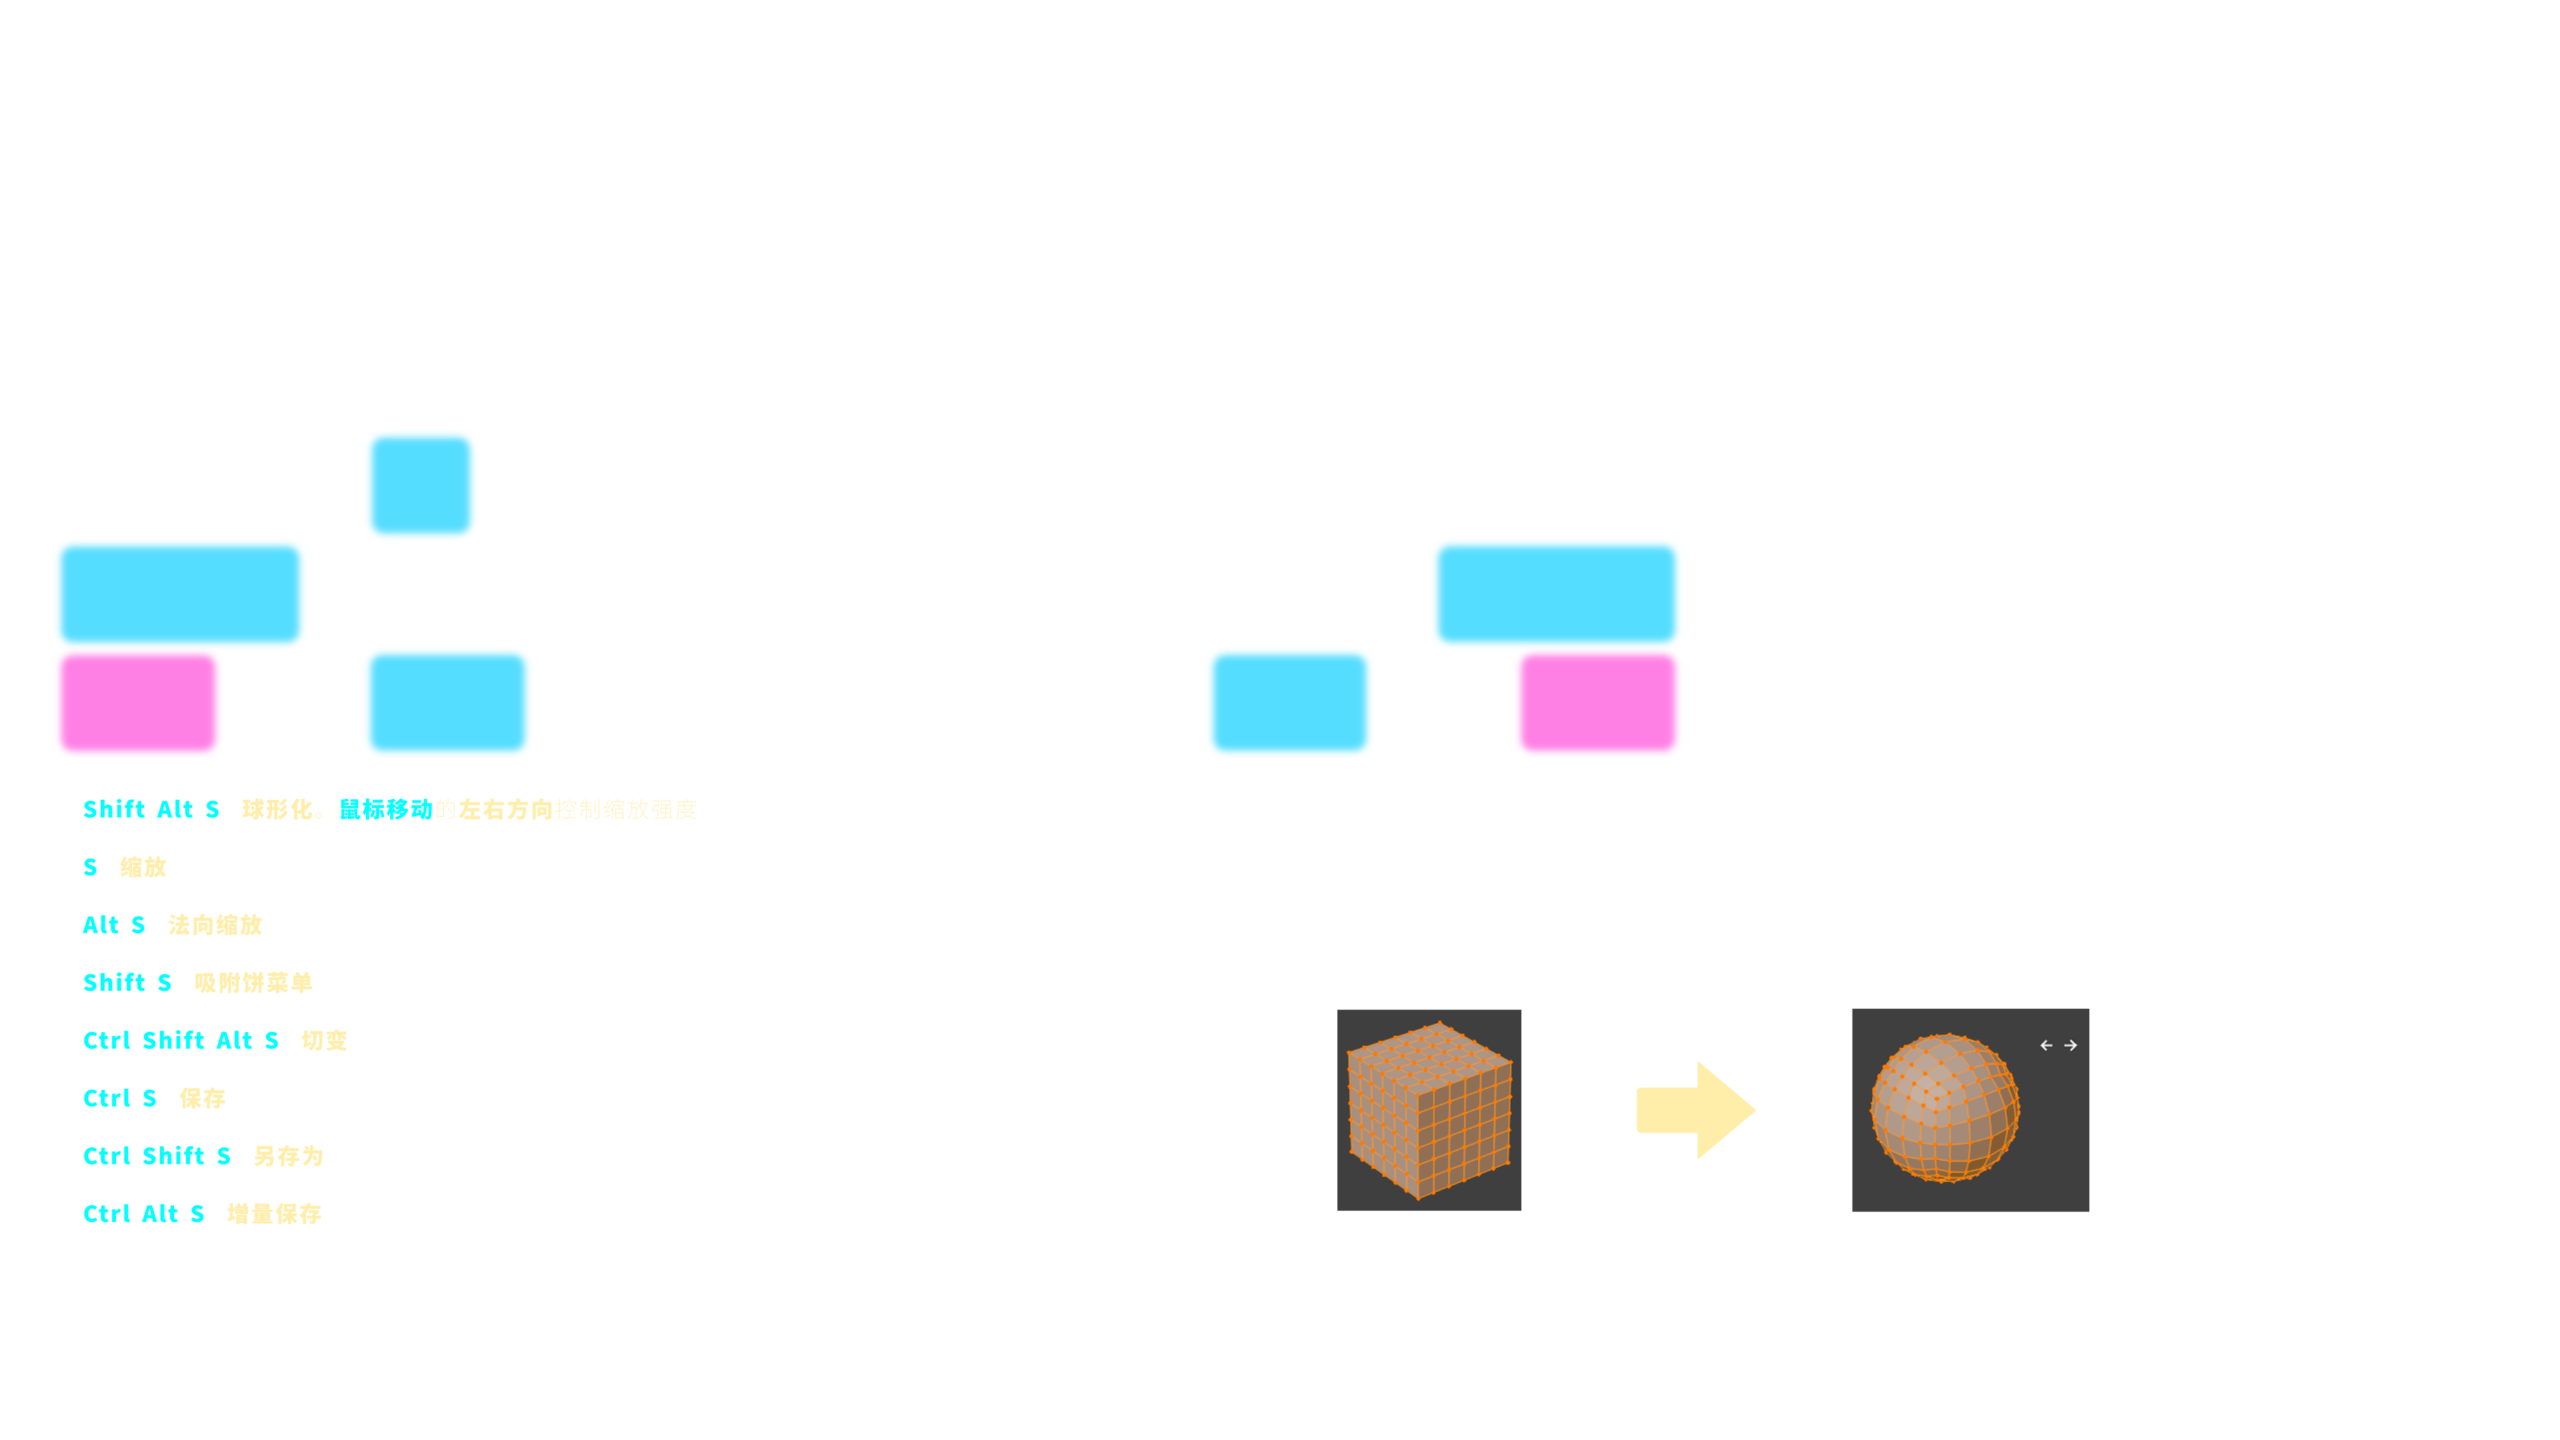 Shift Alt S 球形化。鼠标移动的左右方向控制缩放强度
S 缩放
Alt S 法向缩放
Shift S 吸附饼菜单
Ctrl Shift Alt S 切变
Ctrl S 保存
Ctrl Shift S 另存为
Ctrl Alt S 增量保存